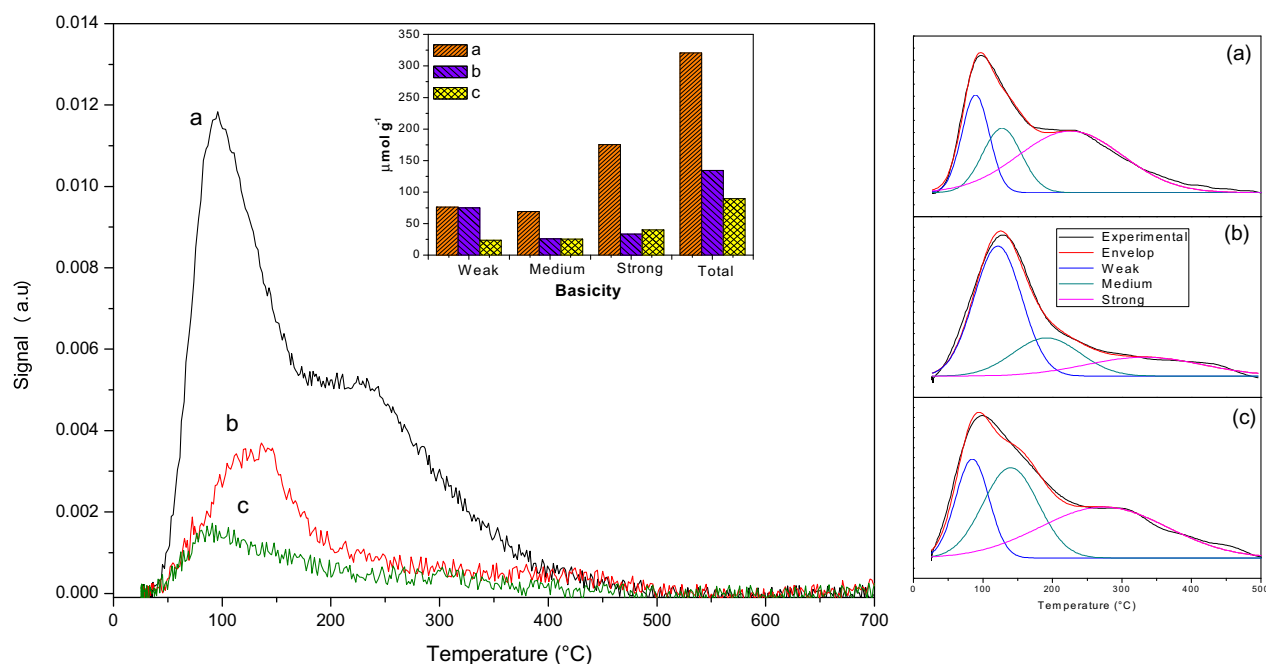 0.014
0.012
0.010
0.008
0.006
0.004
0.002
0.000
Signal ( a.u)
0 100 200 300 400 500 600 700
Temperature (°C)
a
b
c
350
300
250
200
150
100
50
0
μmol g⁻¹
a
b
c
Weak Medium Strong Total
Basicity
(a)
(b)
Experimental
Envelop
Weak
Medium
Strong
(c)
0 100 200 300 400 500
Temperature (°C)